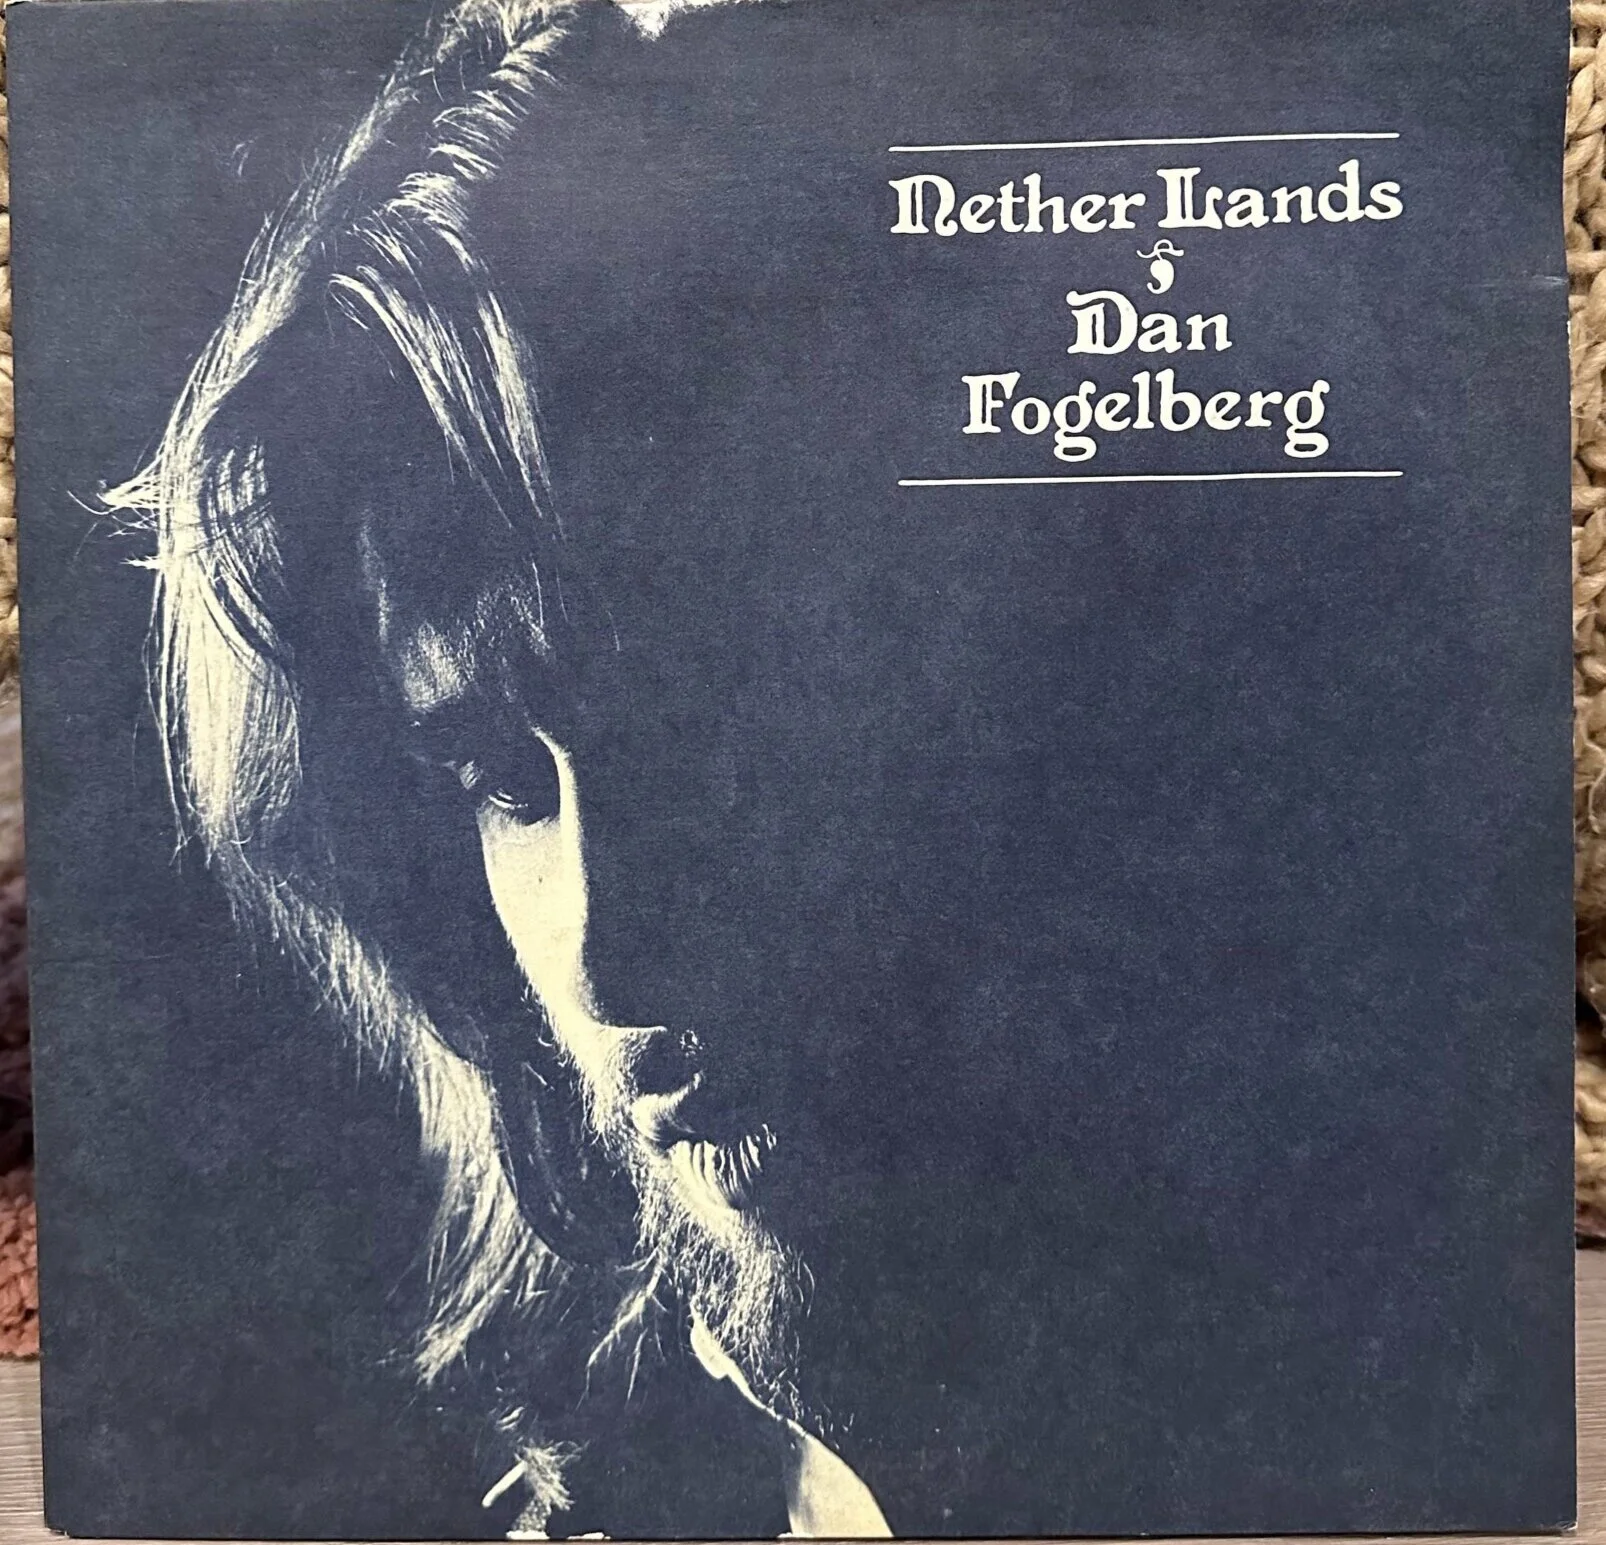 Nether Lands
Dan
Fogelberg